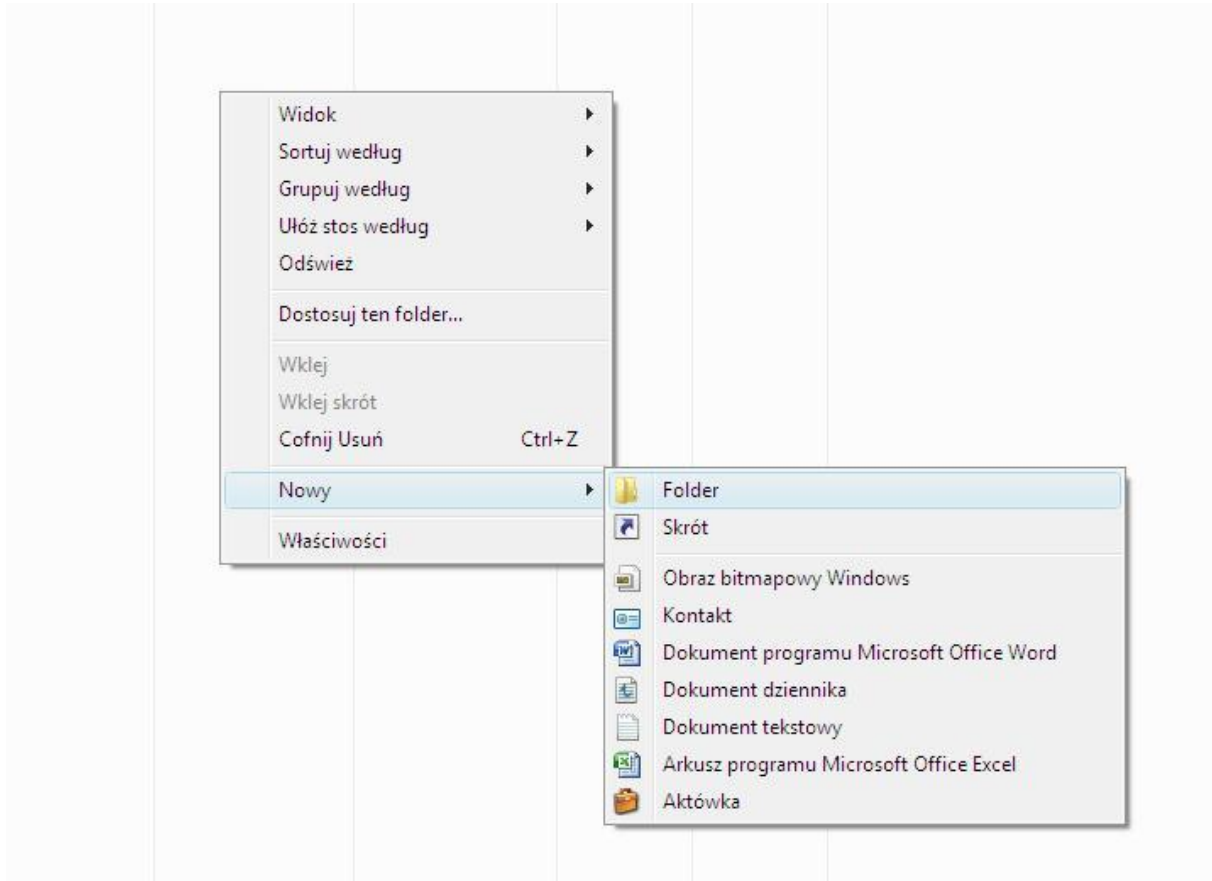 Widok
Sortuj według
Grupuj według
Ułóż stos według
Odśwież
Dostosuj ten folder...
Wklej
Wklej skrót
Cofnij Usuń Ctrl+Z
Nowy
Właściwości
Folder
Skrót
Obraz bitmapowy Windows
Kontakt
Dokument programu Microsoft Office Word
Dokument dziennika
Dokument tekstowy
Arkusz programu Microsoft Office Excel
Aktówka